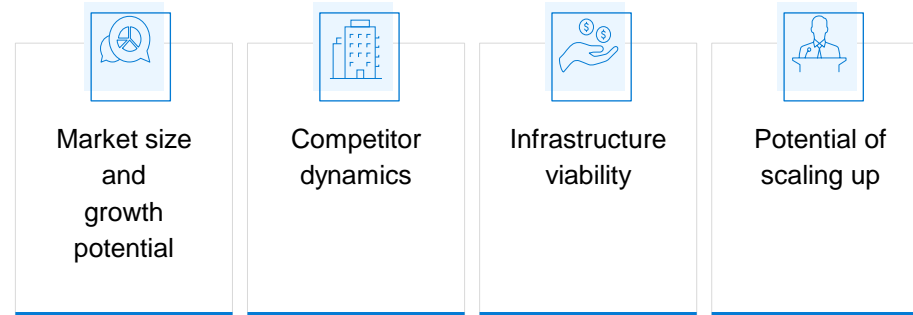 Market size
and
growth
potential
Competitor
dynamics
Infrastructure
viability
Potential of
scaling up